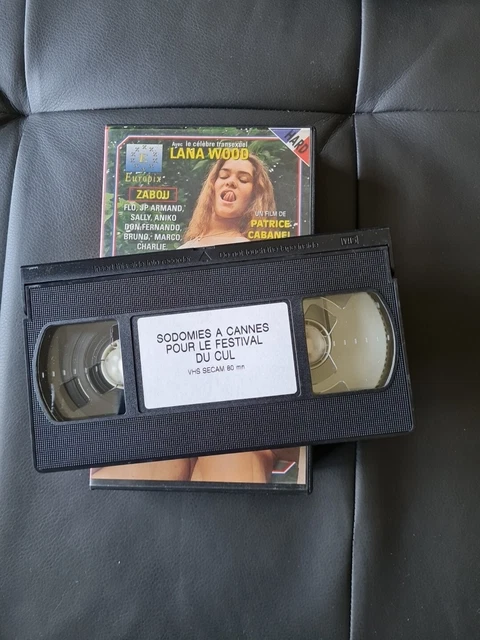 HARD
Avec le célèbre transexuel
LANA WOOD
Europix
ZABOU
FLO, JP ARMAND,
SALLY, ANIKO
DON FERNANDO,
BRUNO, MARCO,
CHARLIE
UN FILM DE
PATRICE
CABANEL
VHS
SODOMIES A CANNES
POUR LE FESTIVAL
DU CUL
VHS SECAM 80 mn